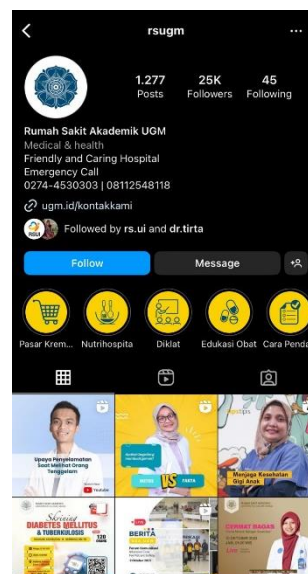 rsugm
1.277 25K 45
Posts Followers Following
Rumah Sakit Akademik UGM
Medical & health
Friendly and Caring Hospital
Emergency Call
0274-4530303 | 08112548118
ugm.id/kontakkami
Followed by rs.ui and dr.tirta
Follow Message
Pasar Krem... Nutrihospita Diklat Edukasi Obat Cara Penda
Upaya Penyelamatan
Saat Melihat Orang
Tenggelam
MITOS VS FAKTA
Menjaga Kesehatan
Gigi Anak
Skrining
DIABETES MELLITUS
& TUBERKULOSIS
120
BERITA
CERMAT BAGAS